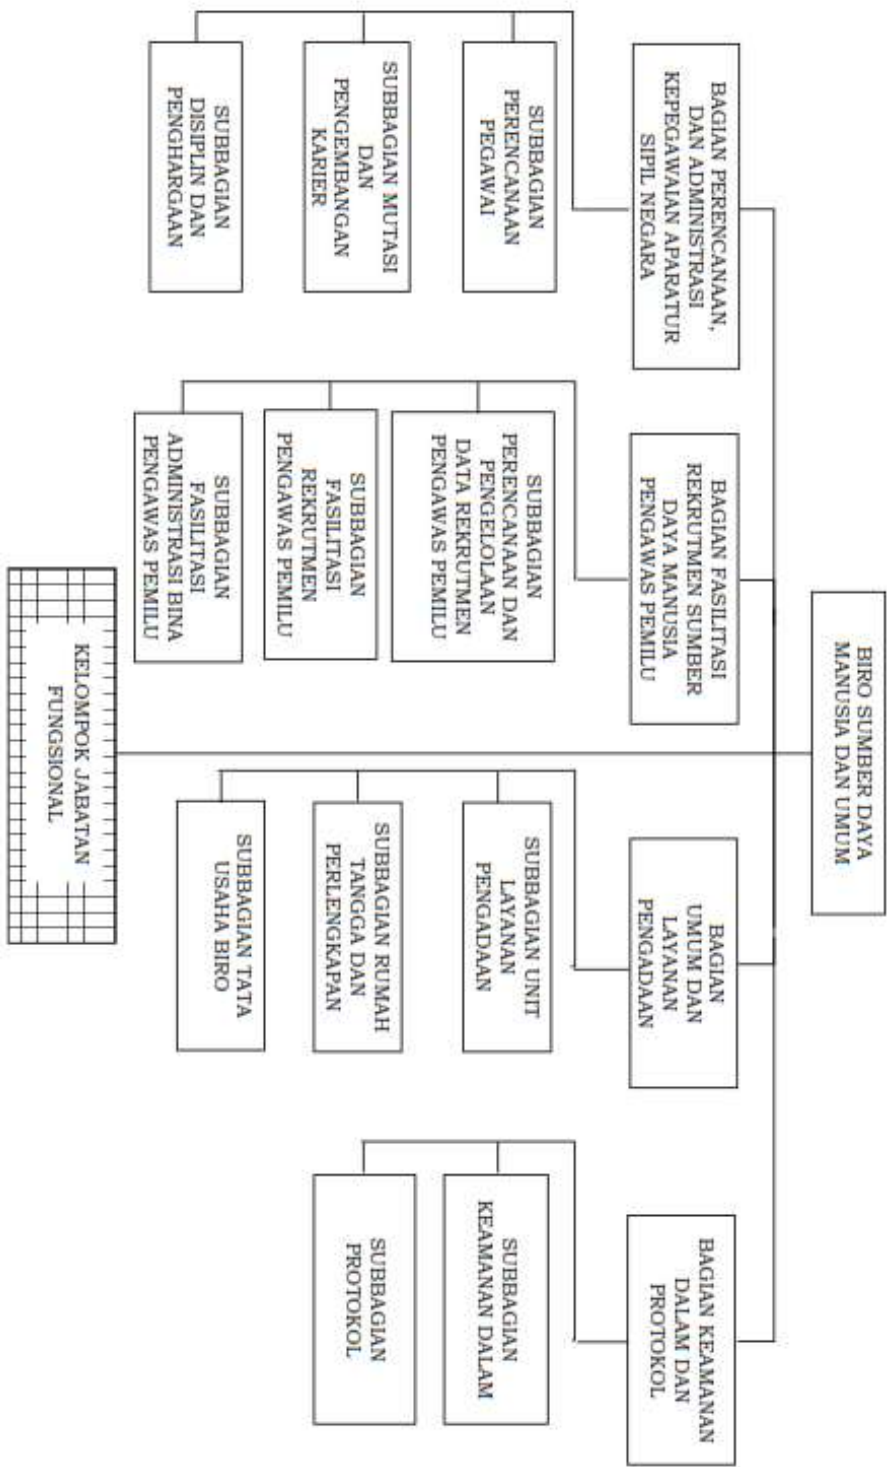 BIRO SUMBER DAYA
MANUSIA DAN UMUM
BAGIAN PERENCANAAN,
DAN ADMINISTRASI
KEPEGAWAIAN APARATUR
SIPIL NEGARA
BAGIAN FASILITASI
REKRUTMEN SUMBER
DAYA MANUSIA
PENGAWAS PEMILU
BAGIAN
UMUM DAN
LAYANAN
PENGADAAN
BAGIAN KEAMANAN
DALAM DAN
PROTOKOL
SUBBAGIAN
PERENCANAAN
PEGAWAI
SUBBAGIAN MUTASI
DAN
PENGEMBANGAN
KARIER
SUBBAGIAN
DISIPLIN DAN
PENGHARGAAN
SUBBAGIAN
PERENCANAAN DAN
PENGELOLAAN
DATA REKRUTMEN
PENGAWAS PEMILU
SUBBAGIAN
FASILITASI
REKRUTMEN
PENGAWAS PEMILU
SUBBAGIAN
FASILITASI
ADMINISTRASI BINA
PENGAWAS PEMILU
SUBBAGIAN UNIT
LAYANAN
PENGADAAN
SUBBAGIAN RUMAH
TANGGA DAN
PERLENGKAPAN
SUBBAGIAN TATA
USAHA BIRO
SUBBAGIAN
KEAMANAN DALAM
SUBBAGIAN
PROTOKOL
KELOMPOK JABATAN
FUNGSIONAL